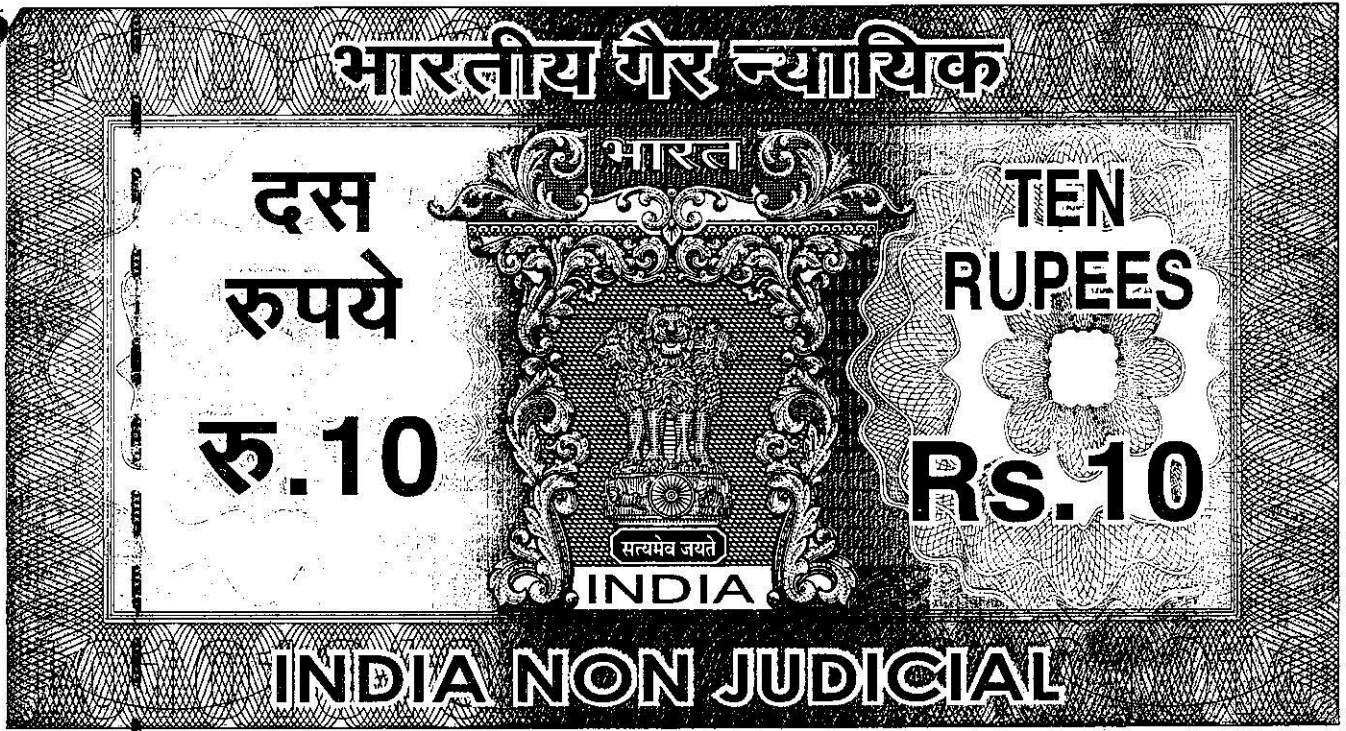 भारतीय गैर न्यायिक
भारत
दस
रुपये
रु.10
TEN
RUPEES
Rs.10
सत्यमेव जयते
INDIA
INDIA NON JUDICIAL